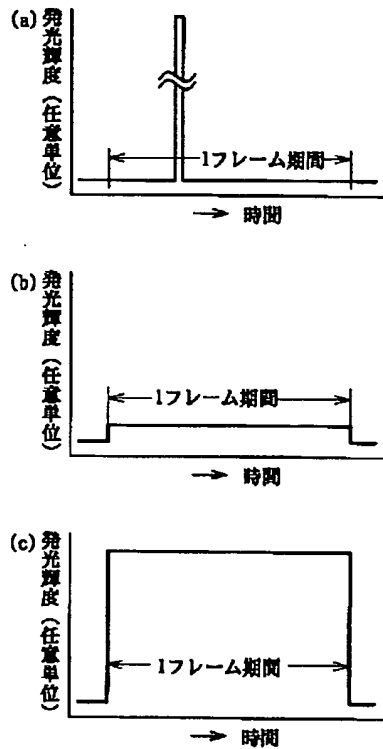 (a)
発光輝度（任意単位）
1フレーム期間
時間
(b)
発光輝度（任意単位）
1フレーム期間
時間
(c)
発光輝度（任意単位）
1フレーム期間
時間